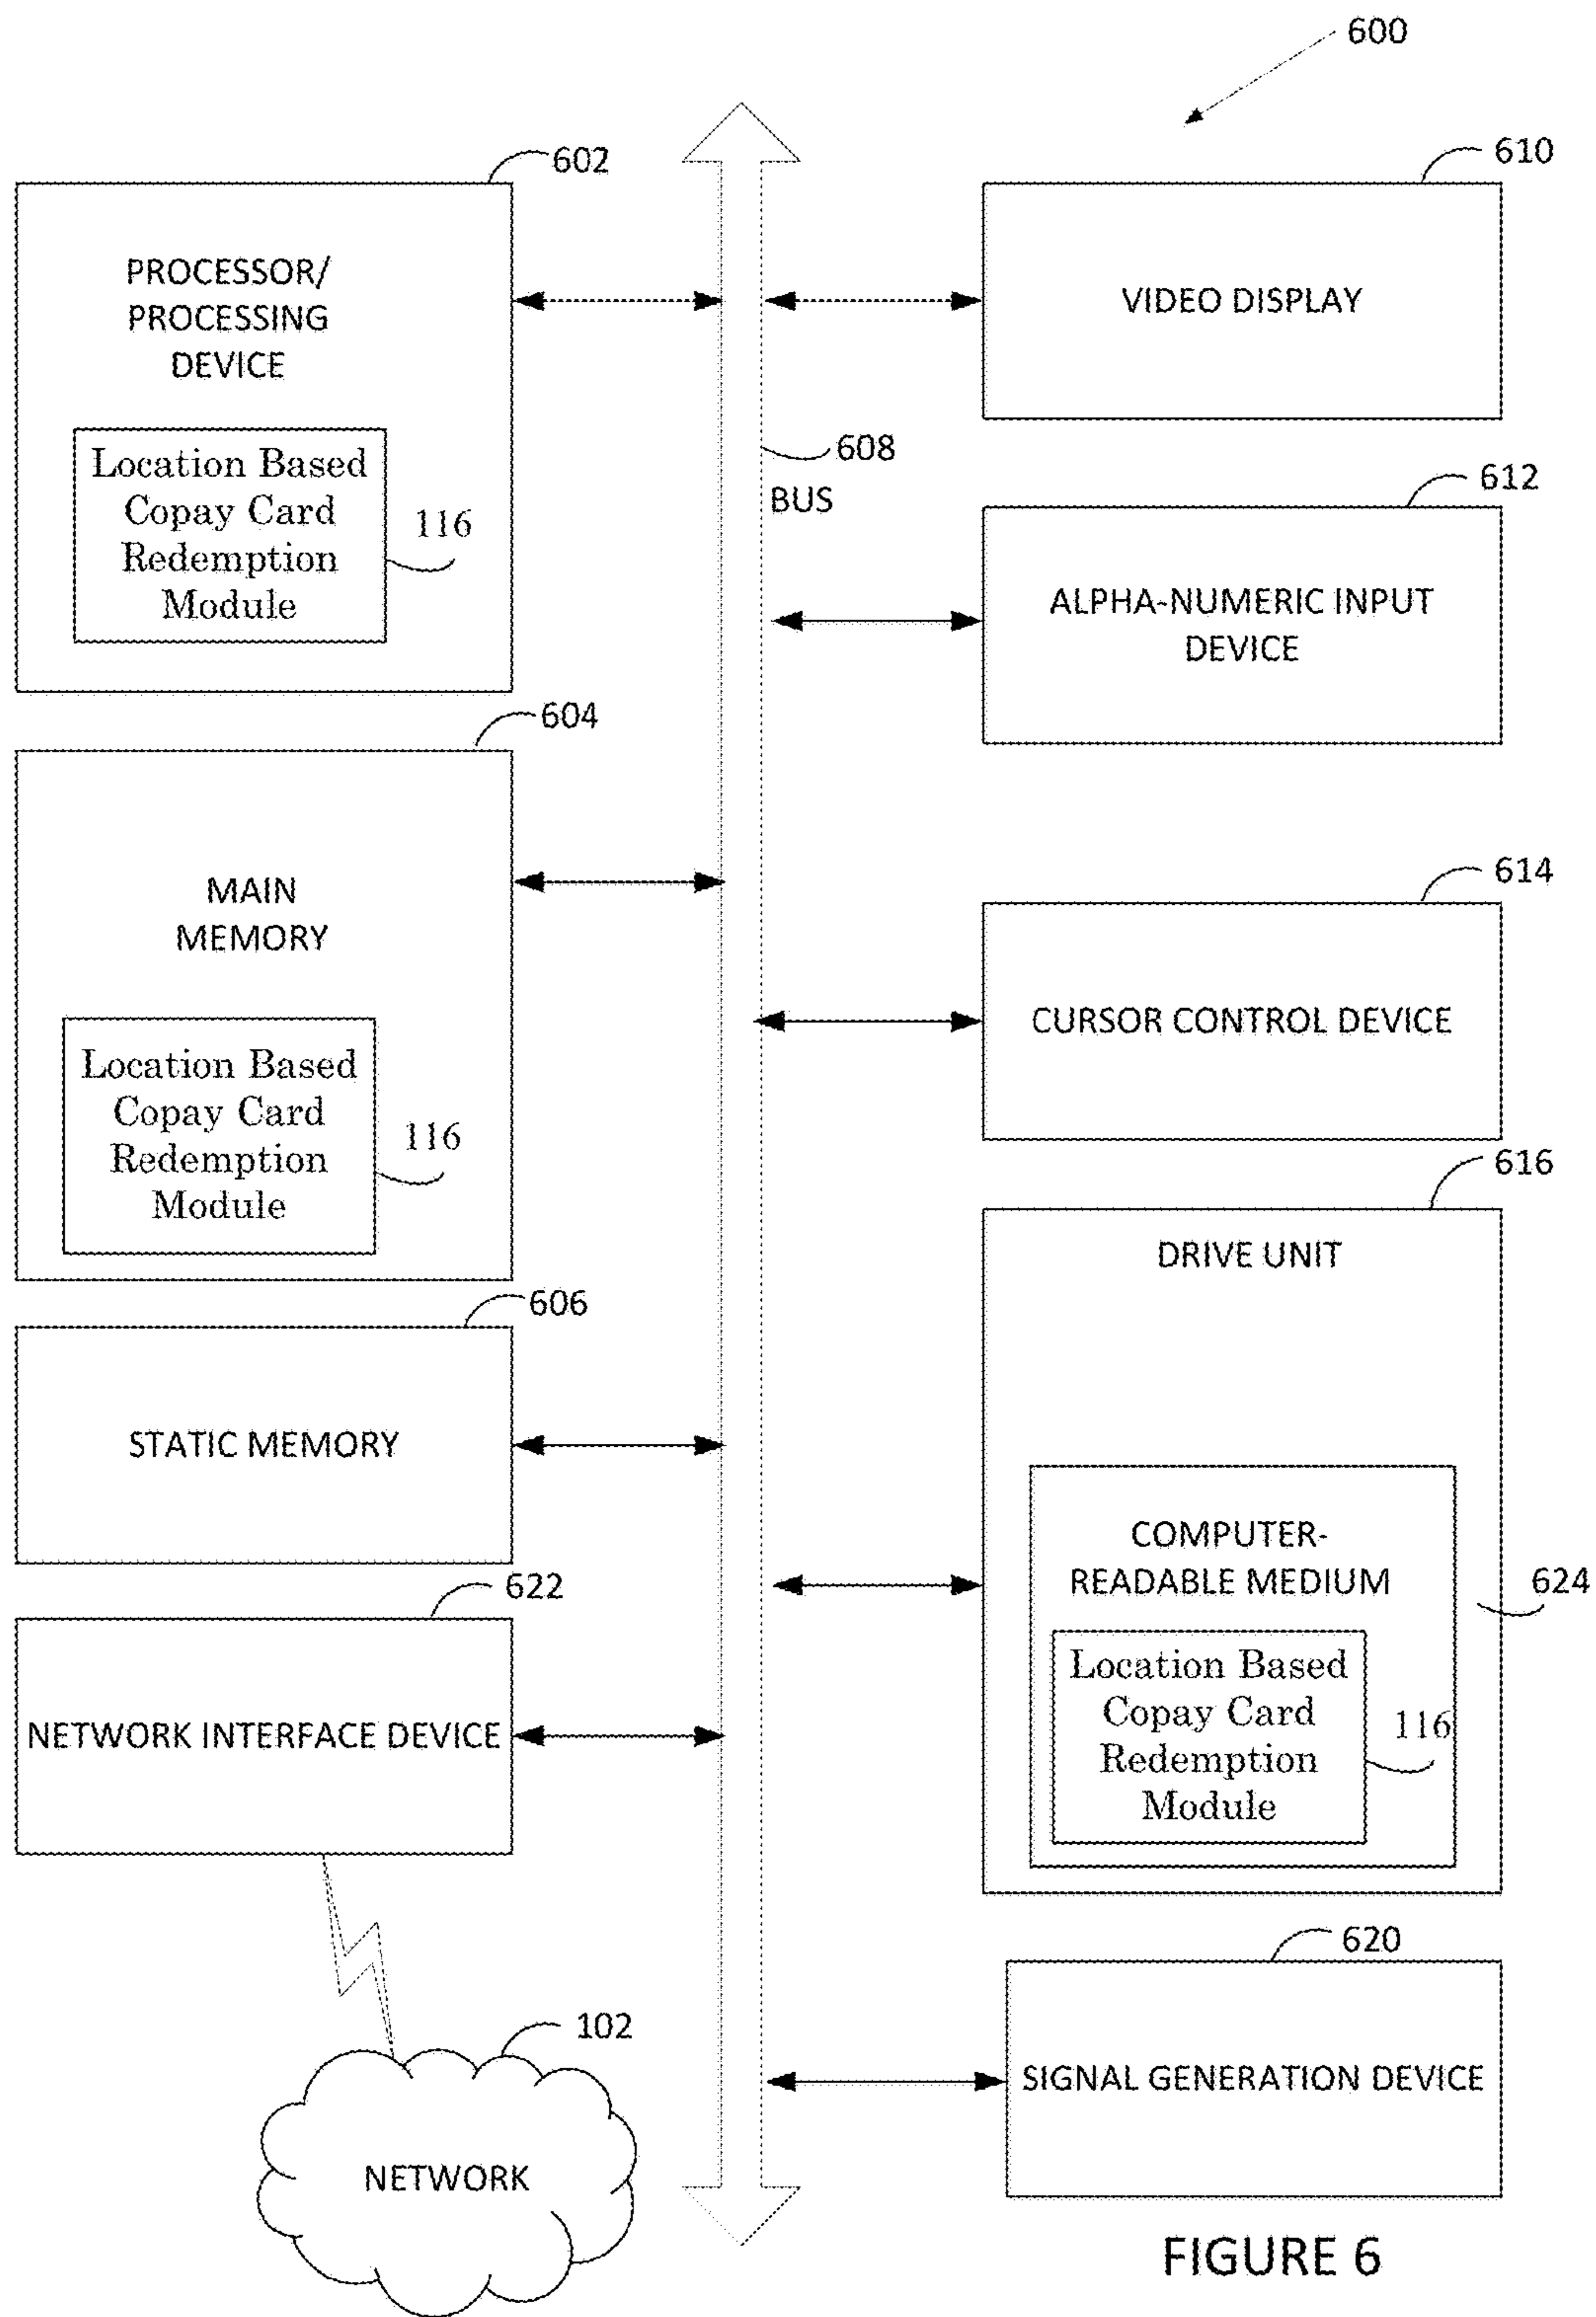 600
602
PROCESSOR/
PROCESSING
DEVICE
Location Based
Copay Card
Redemption
Module
116
604
MAIN
MEMORY
Location Based
Copay Card
Redemption
Module
116
606
STATIC MEMORY
622
NETWORK INTERFACE DEVICE
102
NETWORK
608
BUS
610
VIDEO DISPLAY
612
ALPHA-NUMERIC INPUT
DEVICE
614
CURSOR CONTROL DEVICE
616
DRIVE UNIT
COMPUTER-
READABLE MEDIUM
624
Location Based
Copay Card
Redemption
Module
116
620
SIGNAL GENERATION DEVICE
FIGURE 6